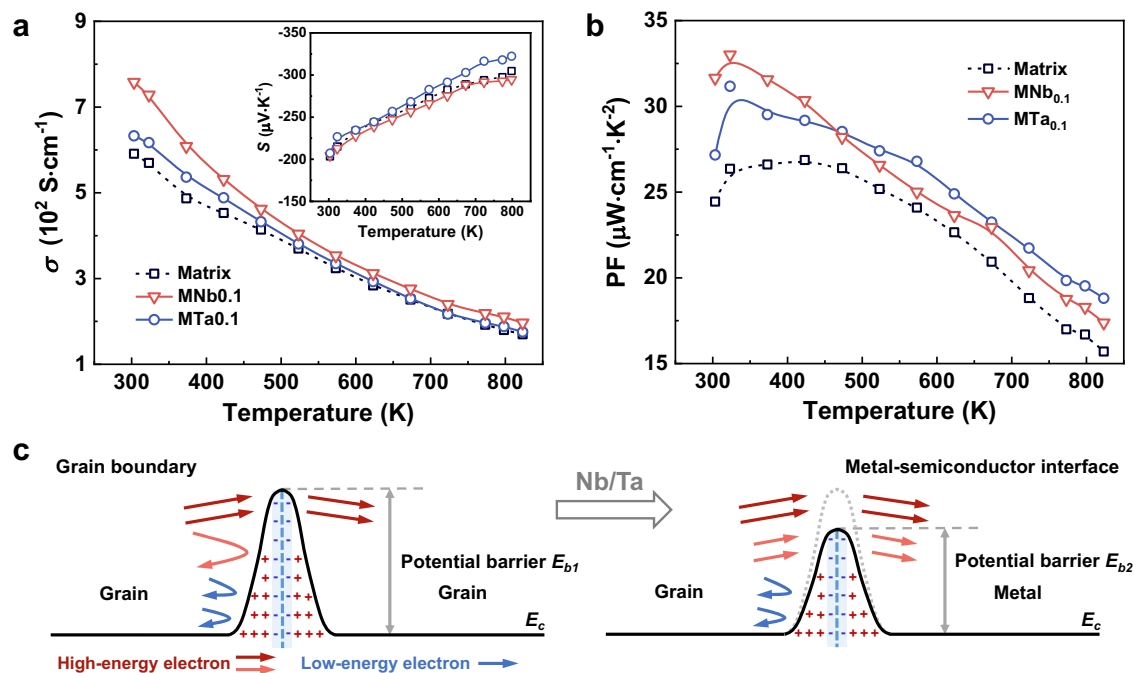 a
σ (10² S·cm⁻¹)
9
7
5
3
1
300 400 500 600 700 800
Temperature (K)
Matrix
MNb0.1
MTa0.1
S (μV·K⁻¹)
-350
-300
-250
-200
-150
300 400 500 600 700 800
Temperature (K)
b
PF (μW·cm⁻¹·K⁻²)
35
30
25
20
15
300 400 500 600 700 800
Temperature (K)
Matrix
MNb₀.₁
MTa₀.₁
c
Grain boundary
Potential barrier E_b1
Grain
Grain
E_c
High-energy electron
Low-energy electron
Nb/Ta
Metal-semiconductor interface
Potential barrier E_b2
Grain
Metal
E_c